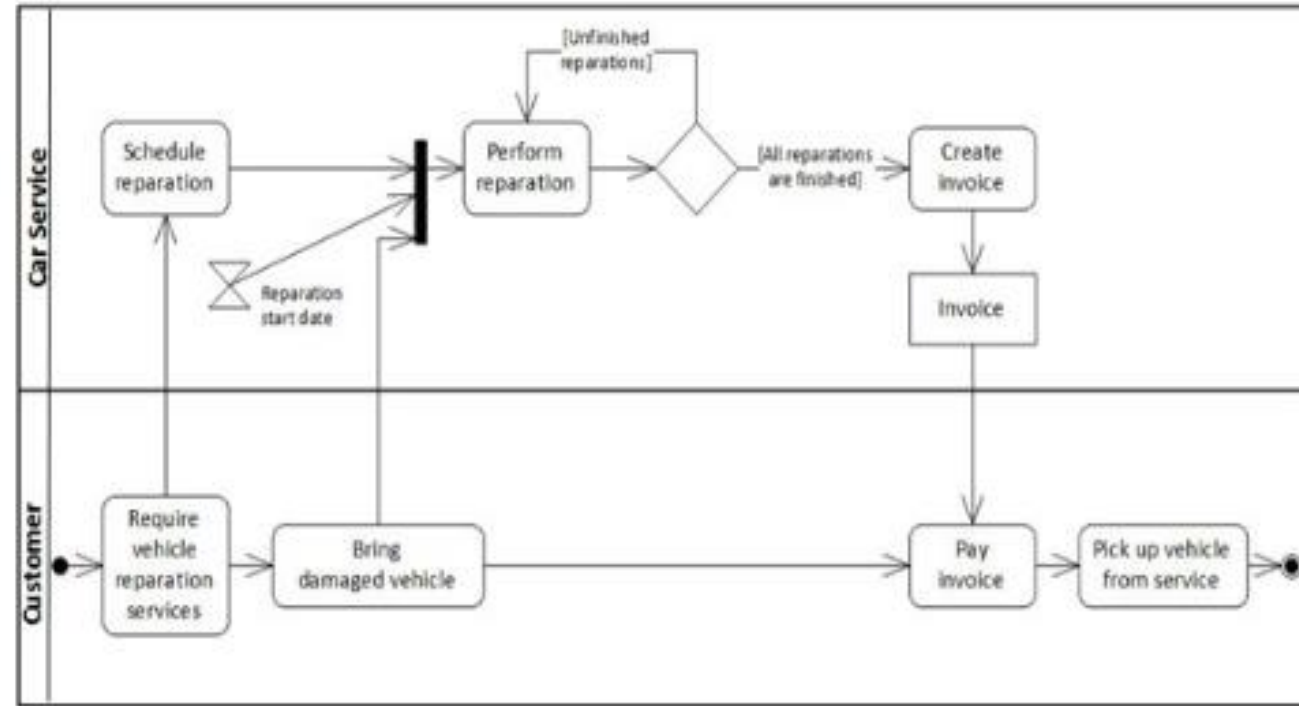 Car Service
[Unfinished
reparations]
Schedule
reparation
Perform
reparation
[All reparations
are finished]
Create
invoice
Reparation
start date
Invoice
Customer
Require
vehicle
reparation
services
Bring
damaged vehicle
Pay
invoice
Pick up vehicle
from service